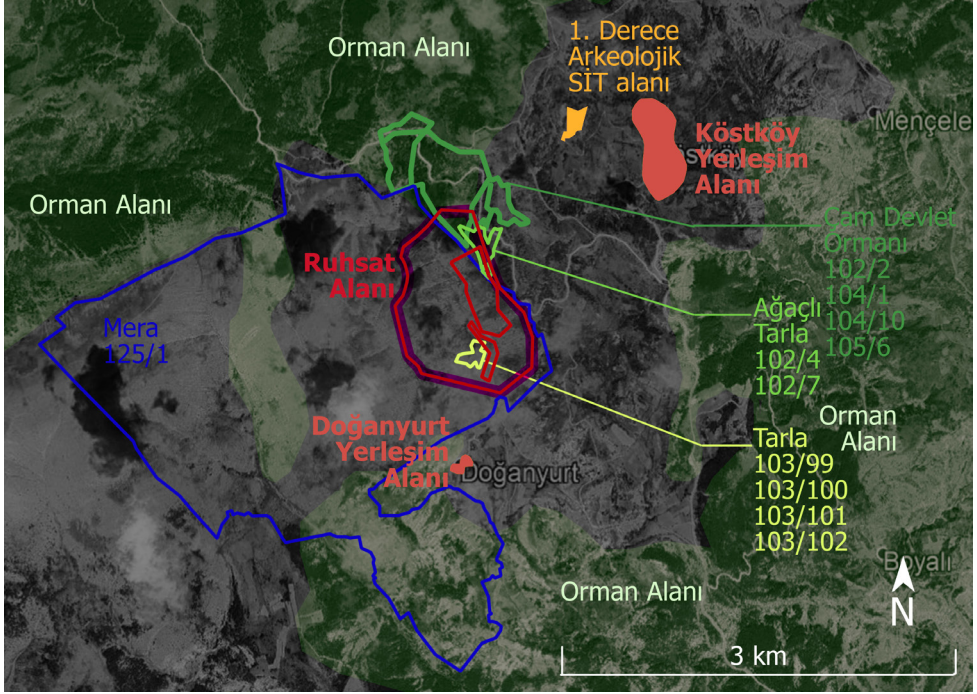 Orman Alanı
1. Derece
Arkeolojik
SİT alanı
Mençele
Köstköy
Yerleşim
Alanı
Orman Alanı
Çam Devlet
Ormanı
102/2
104/1
104/10
105/6
Ruhsat
Alanı
Mera
125/1
Ağaçlı
Tarla
102/4
102/7
Orman
Alanı
Doğanyurt
Yerleşim
Alanı
Doğanyurt
Tarla
103/99
103/100
103/101
103/102
Boyalı
Orman Alanı
N
3 km